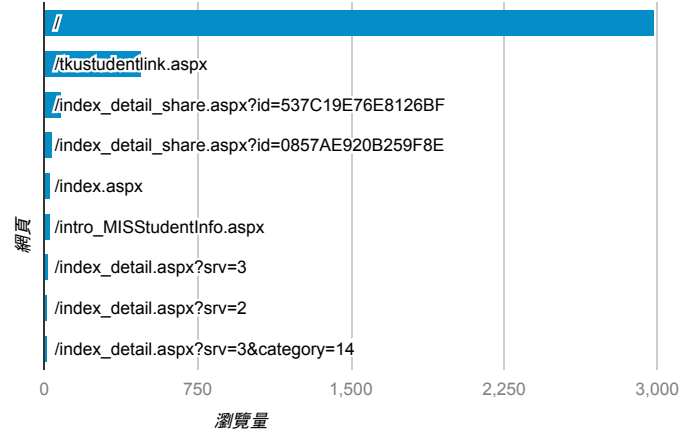 /
/tkustudentlink.aspx
/index_detail_share.aspx?id=537C19E76E8126BF
/index_detail_share.aspx?id=0857AE920B259F8E
/index.aspx
/intro_MISStudentInfo.aspx
/index_detail.aspx?srv=3
/index_detail.aspx?srv=2
/index_detail.aspx?srv=3&category=14
網頁
0 750 1,500 2,250 3,000
瀏覽量